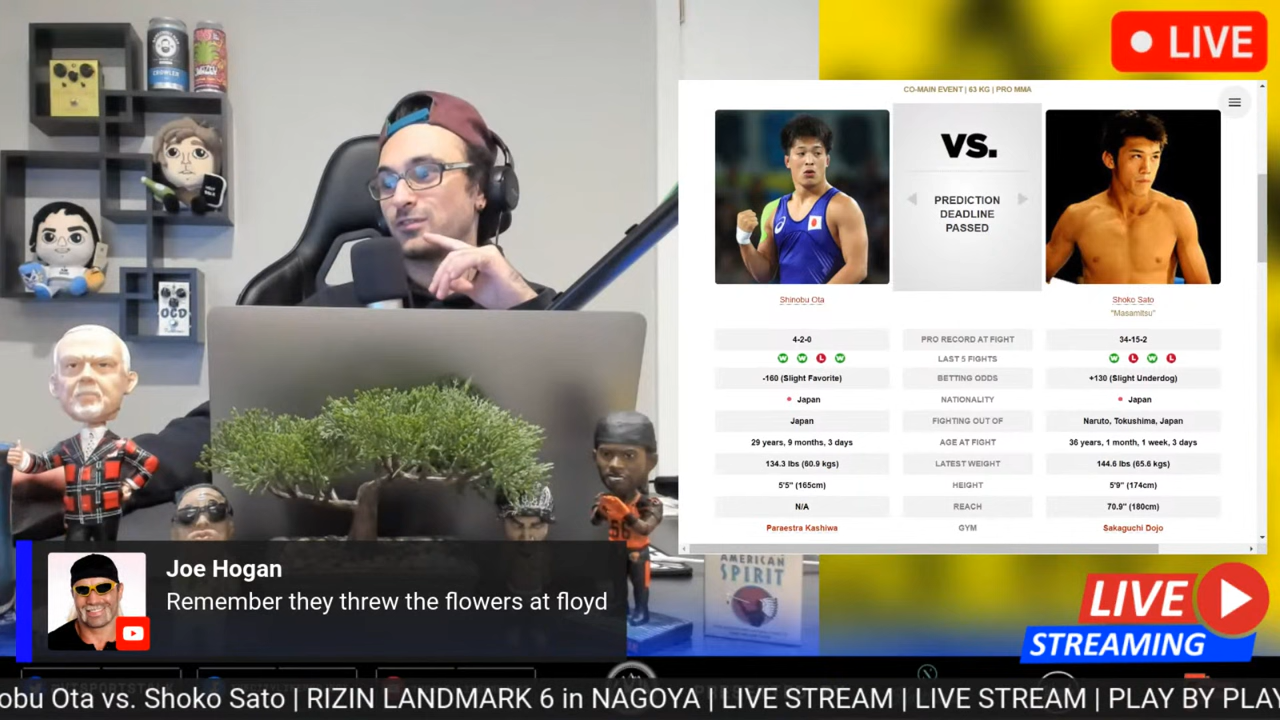 LIVE
CO-MAIN EVENT | 63 KG | PRO MMA
VS.
PREDICTION
DEADLINE
PASSED
Shinobu Ota
Shoko Sato
"Masamitsu"
4-2-0 PRO RECORD AT FIGHT 34-15-2
W W L W LAST 5 FIGHTS W L W L
-160 (Slight Favorite) BETTING ODDS +130 (Slight Underdog)
Japan NATIONALITY Japan
Japan FIGHTING OUT OF Naruto, Tokushima, Japan
29 years, 9 months, 3 days AGE AT FIGHT 36 years, 1 month, 1 week, 3 days
134.3 lbs (60.9 kgs) LATEST WEIGHT 144.6 lbs (65.6 kgs)
5'5" (165cm) HEIGHT 5'9" (174cm)
N/A REACH 70.9" (180cm)
Paraestra Kashiwa GYM Sakaguchi Dojo
CROWLER
OCD
AMERICAN
SPIRIT
Joe Hogan
Remember they threw the flowers at floyd
LIVE
STREAMING
obu Ota vs. Shoko Sato | RIZIN LANDMARK 6 in NAGOYA | LIVE STREAM | LIVE STREAM | PLAY BY PLAY